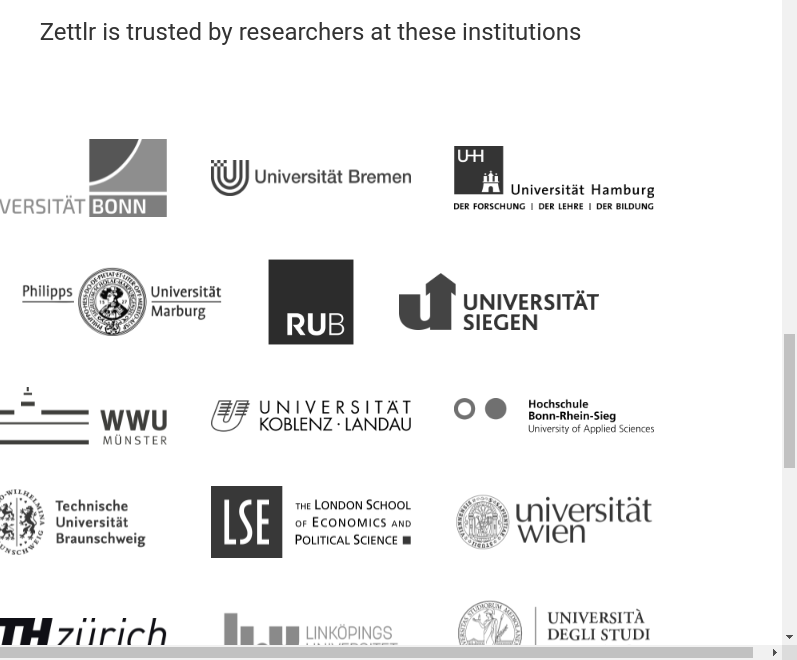 Zettlr is trusted by researchers at these institutions
VERSITÄT BONN
Universität Bremen
UHH
Universität Hamburg
DER FORSCHUNG | DER LEHRE | DER BILDUNG
Philipps
Universität
Marburg
RUB
UNIVERSITÄT
SIEGEN
WWU
MÜNSTER
UNIVERSITÄT
KOBLENZ · LANDAU
Hochschule
Bonn-Rhein-Sieg
University of Applied Sciences
Technische
Universität
Braunschweig
LSE
THE LONDON SCHOOL
OF ECONOMICS AND
POLITICAL SCIENCE ■
universität
wien
TH zürich
LINKÖPINGS
UNIVERSITÀ
DEGLI STUDI